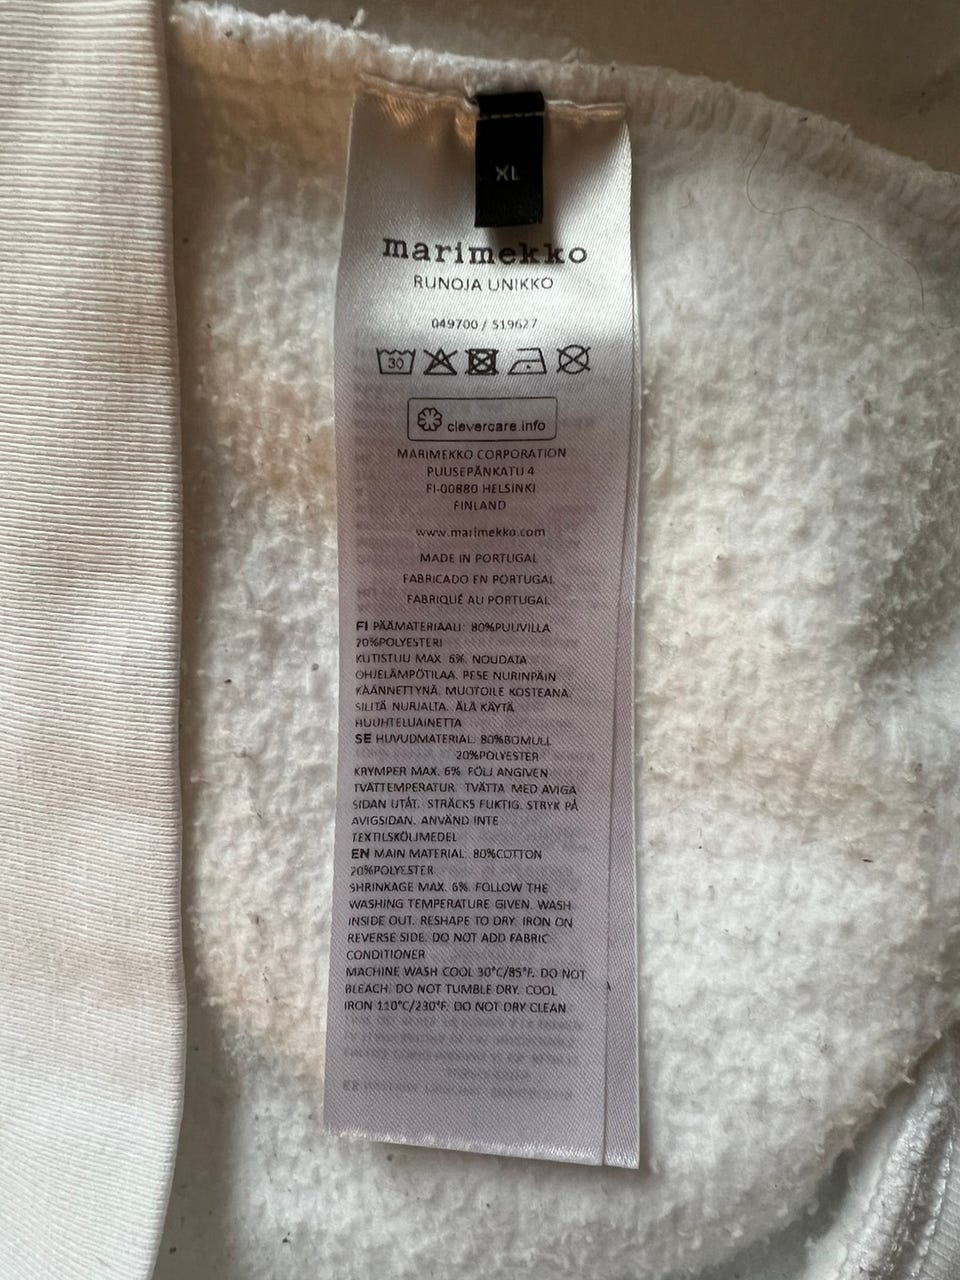 XL
marimekko
RUNOJA UNIKKO
049700 / 519627
30
clevercare.info
MARIMEKKO CORPORATION
PUUSEPÄNKATU 4
FI-00880 HELSINKI
FINLAND
www.marimekko.com
MADE IN PORTUGAL
FABRICADO EN PORTUGAL
FABRIQUÉ AU PORTUGAL
FI PÄÄMATERIAALI: 80%PUUVILLA
20%POLYESTERI
KUTISTUU MAX. 6%. NOUDATA
OHJELÄMPÖTILAA. PESE NURINPÄIN
KÄÄNNETTYNÄ. MUOTOILE KOSTEANA.
SILITÄ NURJALTA. ÄLÄ KÄYTÄ
HUUHTELUAINETTA
SE HUVUDMATERIAL: 80%BOMULL
20%POLYESTER
KRYMPER MAX. 6%. FÖLJ ANGIVEN
TVÄTTEMPERATUR. TVÄTTA MED AVIGA
SIDAN UTÅT. STRÄCKS FUKTIG. STRYK PÅ
AVIGSIDAN. ANVÄND INTE
TEXTILSKÖLJMEDEL
EN MAIN MATERIAL: 80%COTTON
20%POLYESTER
SHRINKAGE MAX. 6%. FOLLOW THE
WASHING TEMPERATURE GIVEN. WASH
INSIDE OUT. RESHAPE TO DRY. IRON ON
REVERSE SIDE. DO NOT ADD FABRIC
CONDITIONER
MACHINE WASH COOL 30°C/85°F. DO NOT
BLEACH. DO NOT TUMBLE DRY. COOL
IRON 110°C/230°F. DO NOT DRY CLEAN